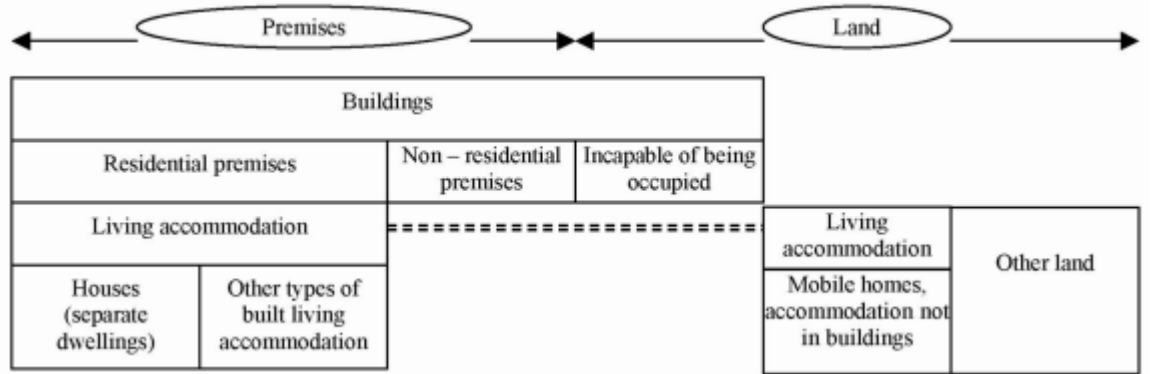 Premises
Land
Buildings
Residential premises
Non – residential
premises
Incapable of being
occupied
Living accommodation
Living
accommodation
Other land
Houses
(separate
dwellings)
Other types of
built living
accommodation
Mobile homes,
accommodation not
in buildings